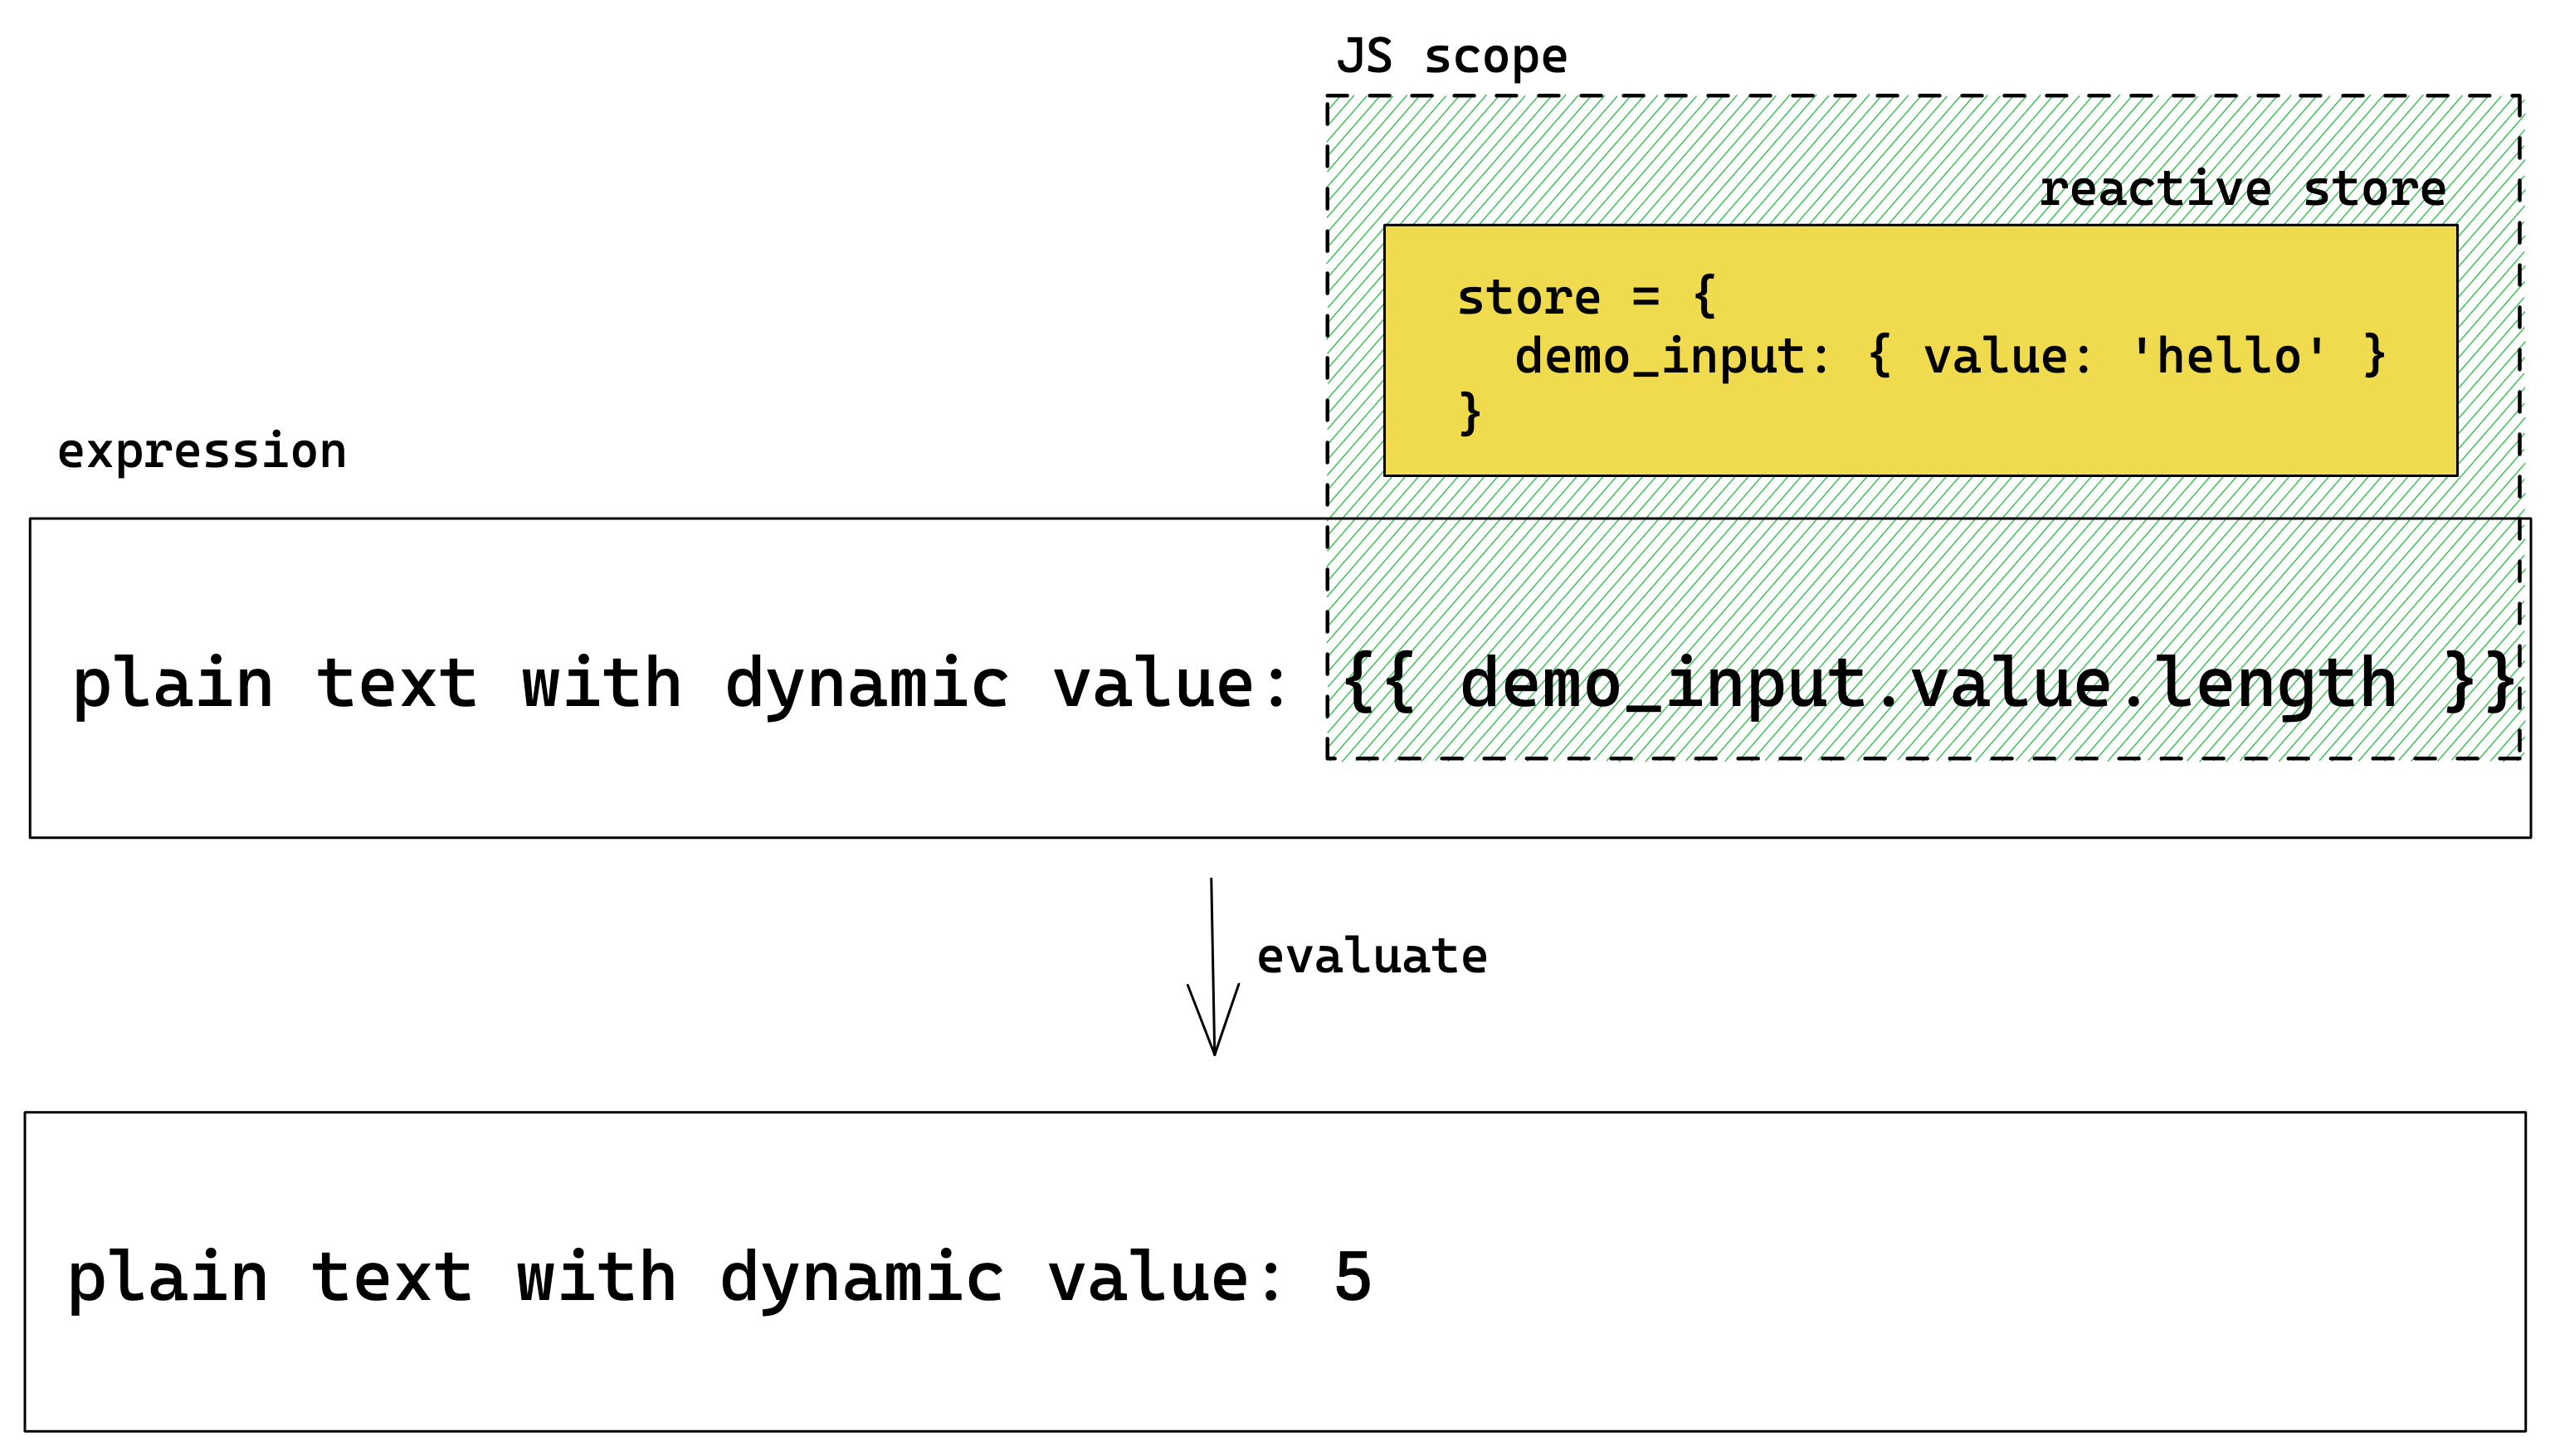 JS scope
reactive store
store = {
  demo_input: { value: 'hello' }
}
expression
plain text with dynamic value: {{ demo_input.value.length }}
evaluate
plain text with dynamic value: 5